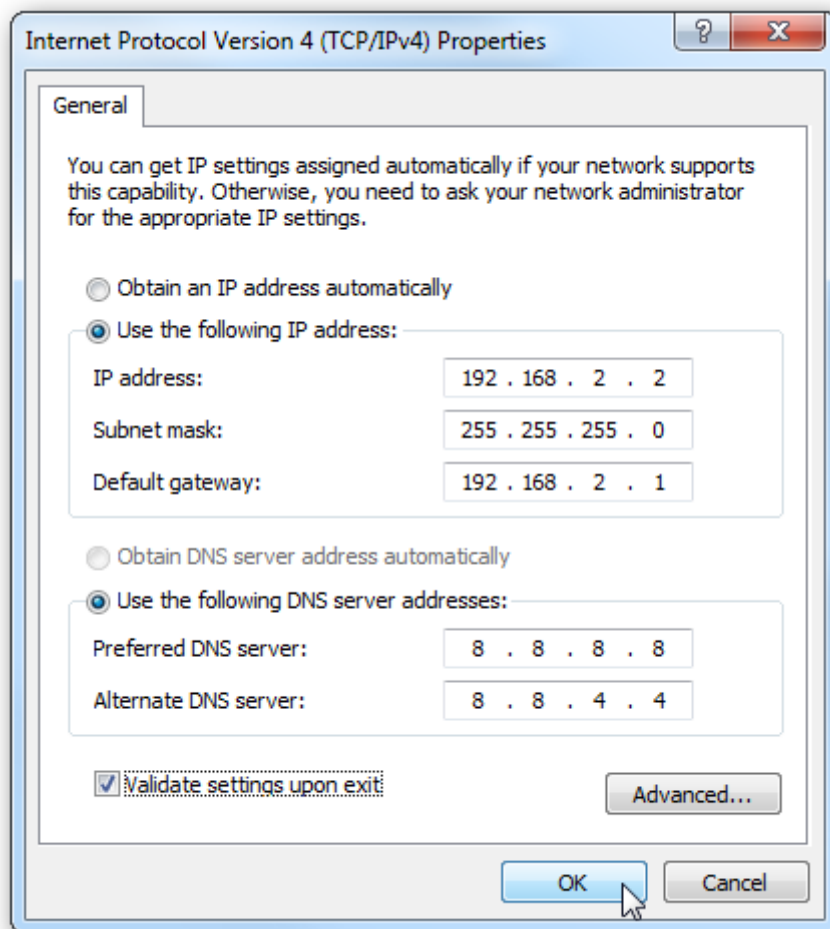 Internet Protocol Version 4 (TCP/IPv4) Properties
?
General
You can get IP settings assigned automatically if your network supports
this capability. Otherwise, you need to ask your network administrator
for the appropriate IP settings.
Obtain an IP address automatically
Use the following IP address:
IP address: 192 . 168 . 2 . 2
Subnet mask: 255 . 255 . 255 . 0
Default gateway: 192 . 168 . 2 . 1
Obtain DNS server address automatically
Use the following DNS server addresses:
Preferred DNS server: 8 . 8 . 8 . 8
Alternate DNS server: 8 . 8 . 4 . 4
Validate settings upon exit
Advanced...
OK Cancel